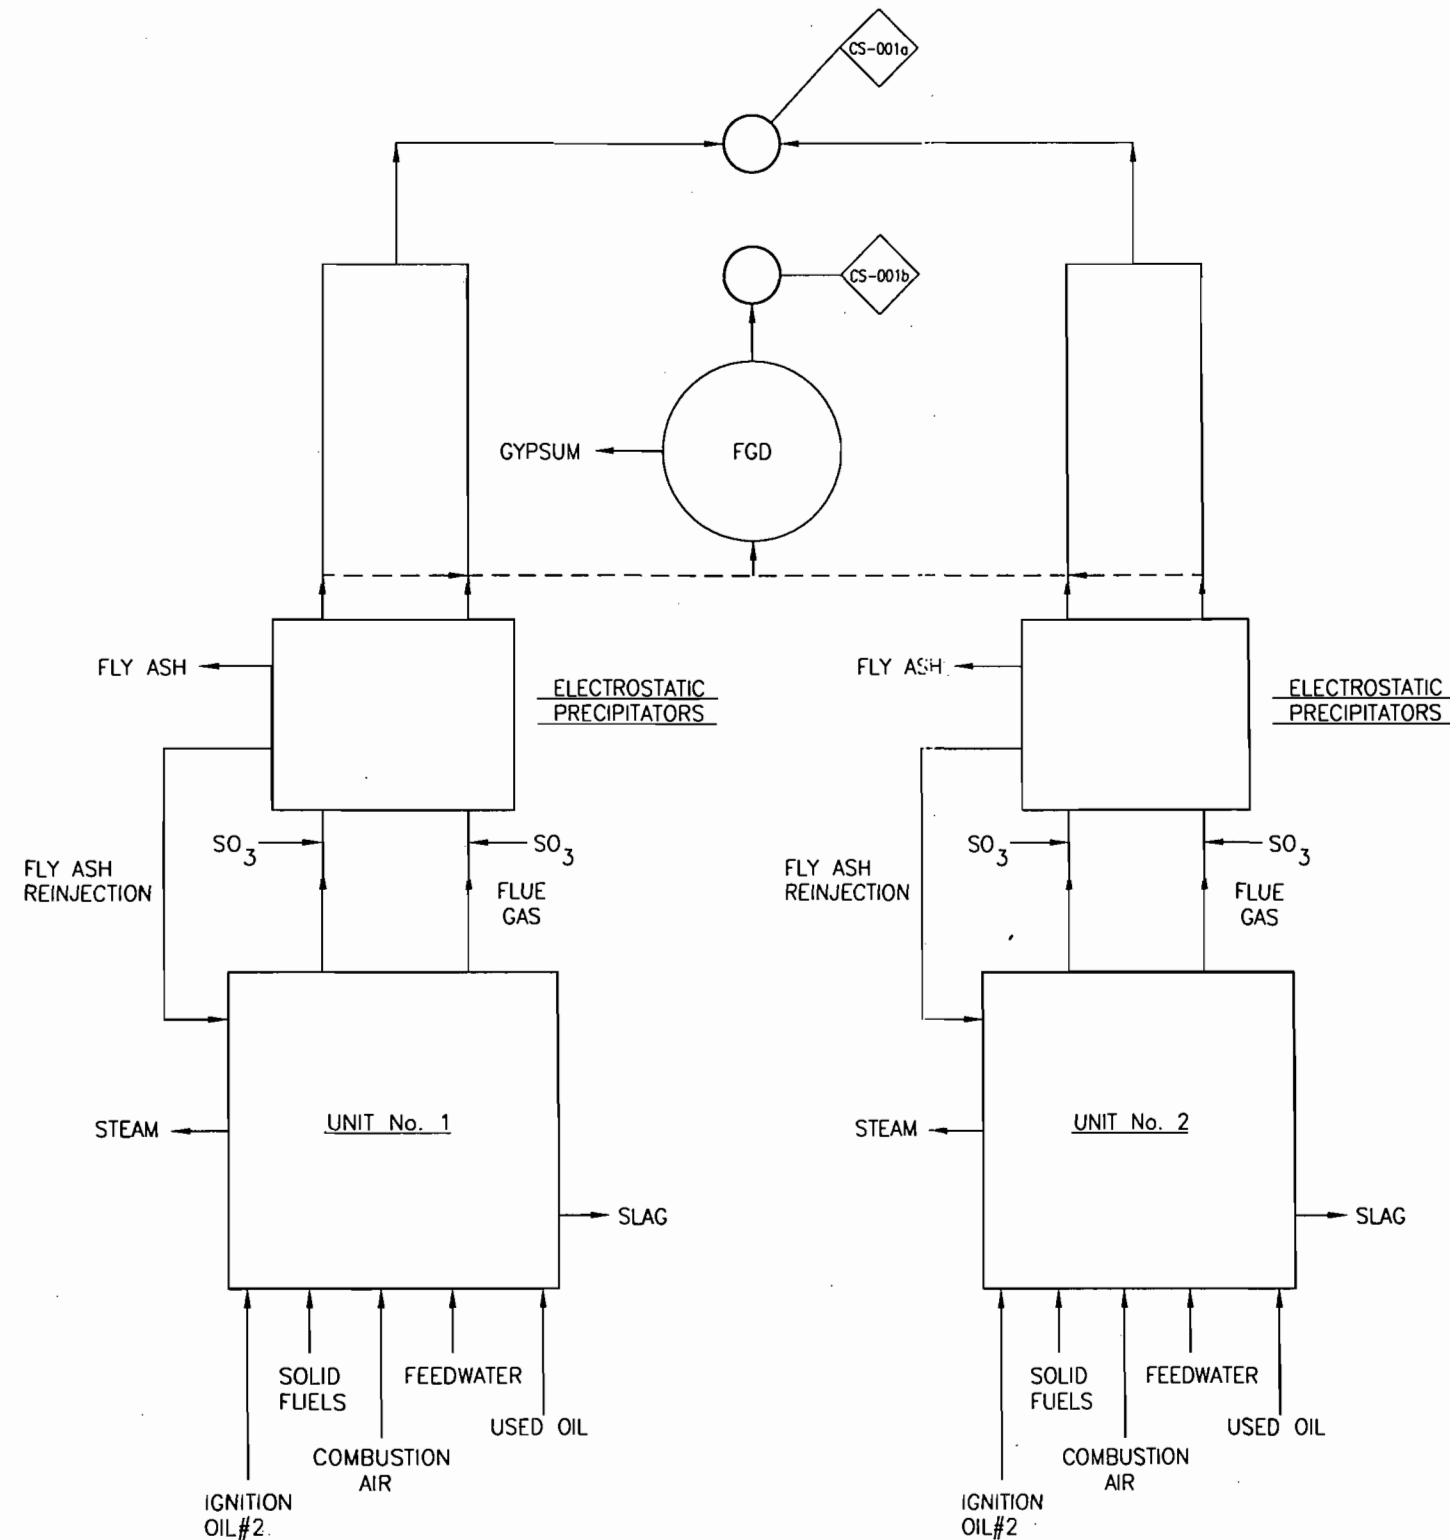 CS-001a
CS-001b
GYPSUM
FGD
FLY ASH
ELECTROSTATIC
PRECIPITATORS
FLY ASH
ELECTROSTATIC
PRECIPITATORS
SO3
SO3
FLY ASH
REINJECTION
FLUE
GAS
SO3
SO3
FLY ASH
REINJECTION
FLUE
GAS
STEAM
UNIT No. 1
SLAG
STEAM
UNIT No. 2
SLAG
SOLID
FUELS
FEEDWATER
USED OIL
COMBUSTION
AIR
IGNITION
OIL#2
SOLID
FUELS
FEEDWATER
USED OIL
COMBUSTION
AIR
IGNITION
OIL#2